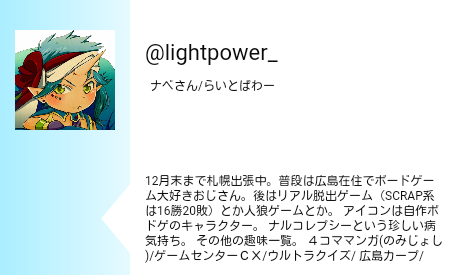 @lightpower_
ナベさん/らいとぱわー
12月末まで札幌出張中。普段は広島在住でボードゲー
ム大好きおじさん。後はリアル脱出ゲーム（SCRAP系
は16勝20敗）とか人狼ゲームとか。 アイコンは自作ボ
ドゲのキャラクター。 ナルコレプシーという珍しい病
気持ち。 その他の趣味一覧。 ４コママンガ(のみじょし
)/ゲームセンターＣＸ/ウルトラクイズ/ 広島カープ/